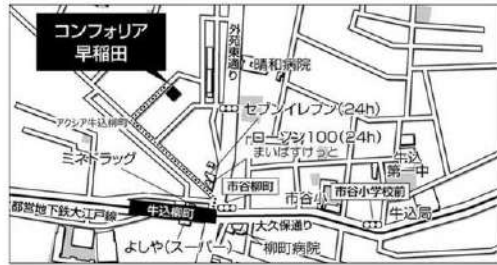 コンフォリア
早稲田
外苑東通り
晴和病院
セブンイレブン(24h)
アクシア牛込柳町
ローソン100(24h)
まいばすけっと
ミネドラッグ
市谷柳町
市谷小
市谷小学校前
牛込
第一中
都営地下鉄大江戸線
牛込柳町
大久保通り
牛込局
よしや(スーパー)
柳町病院